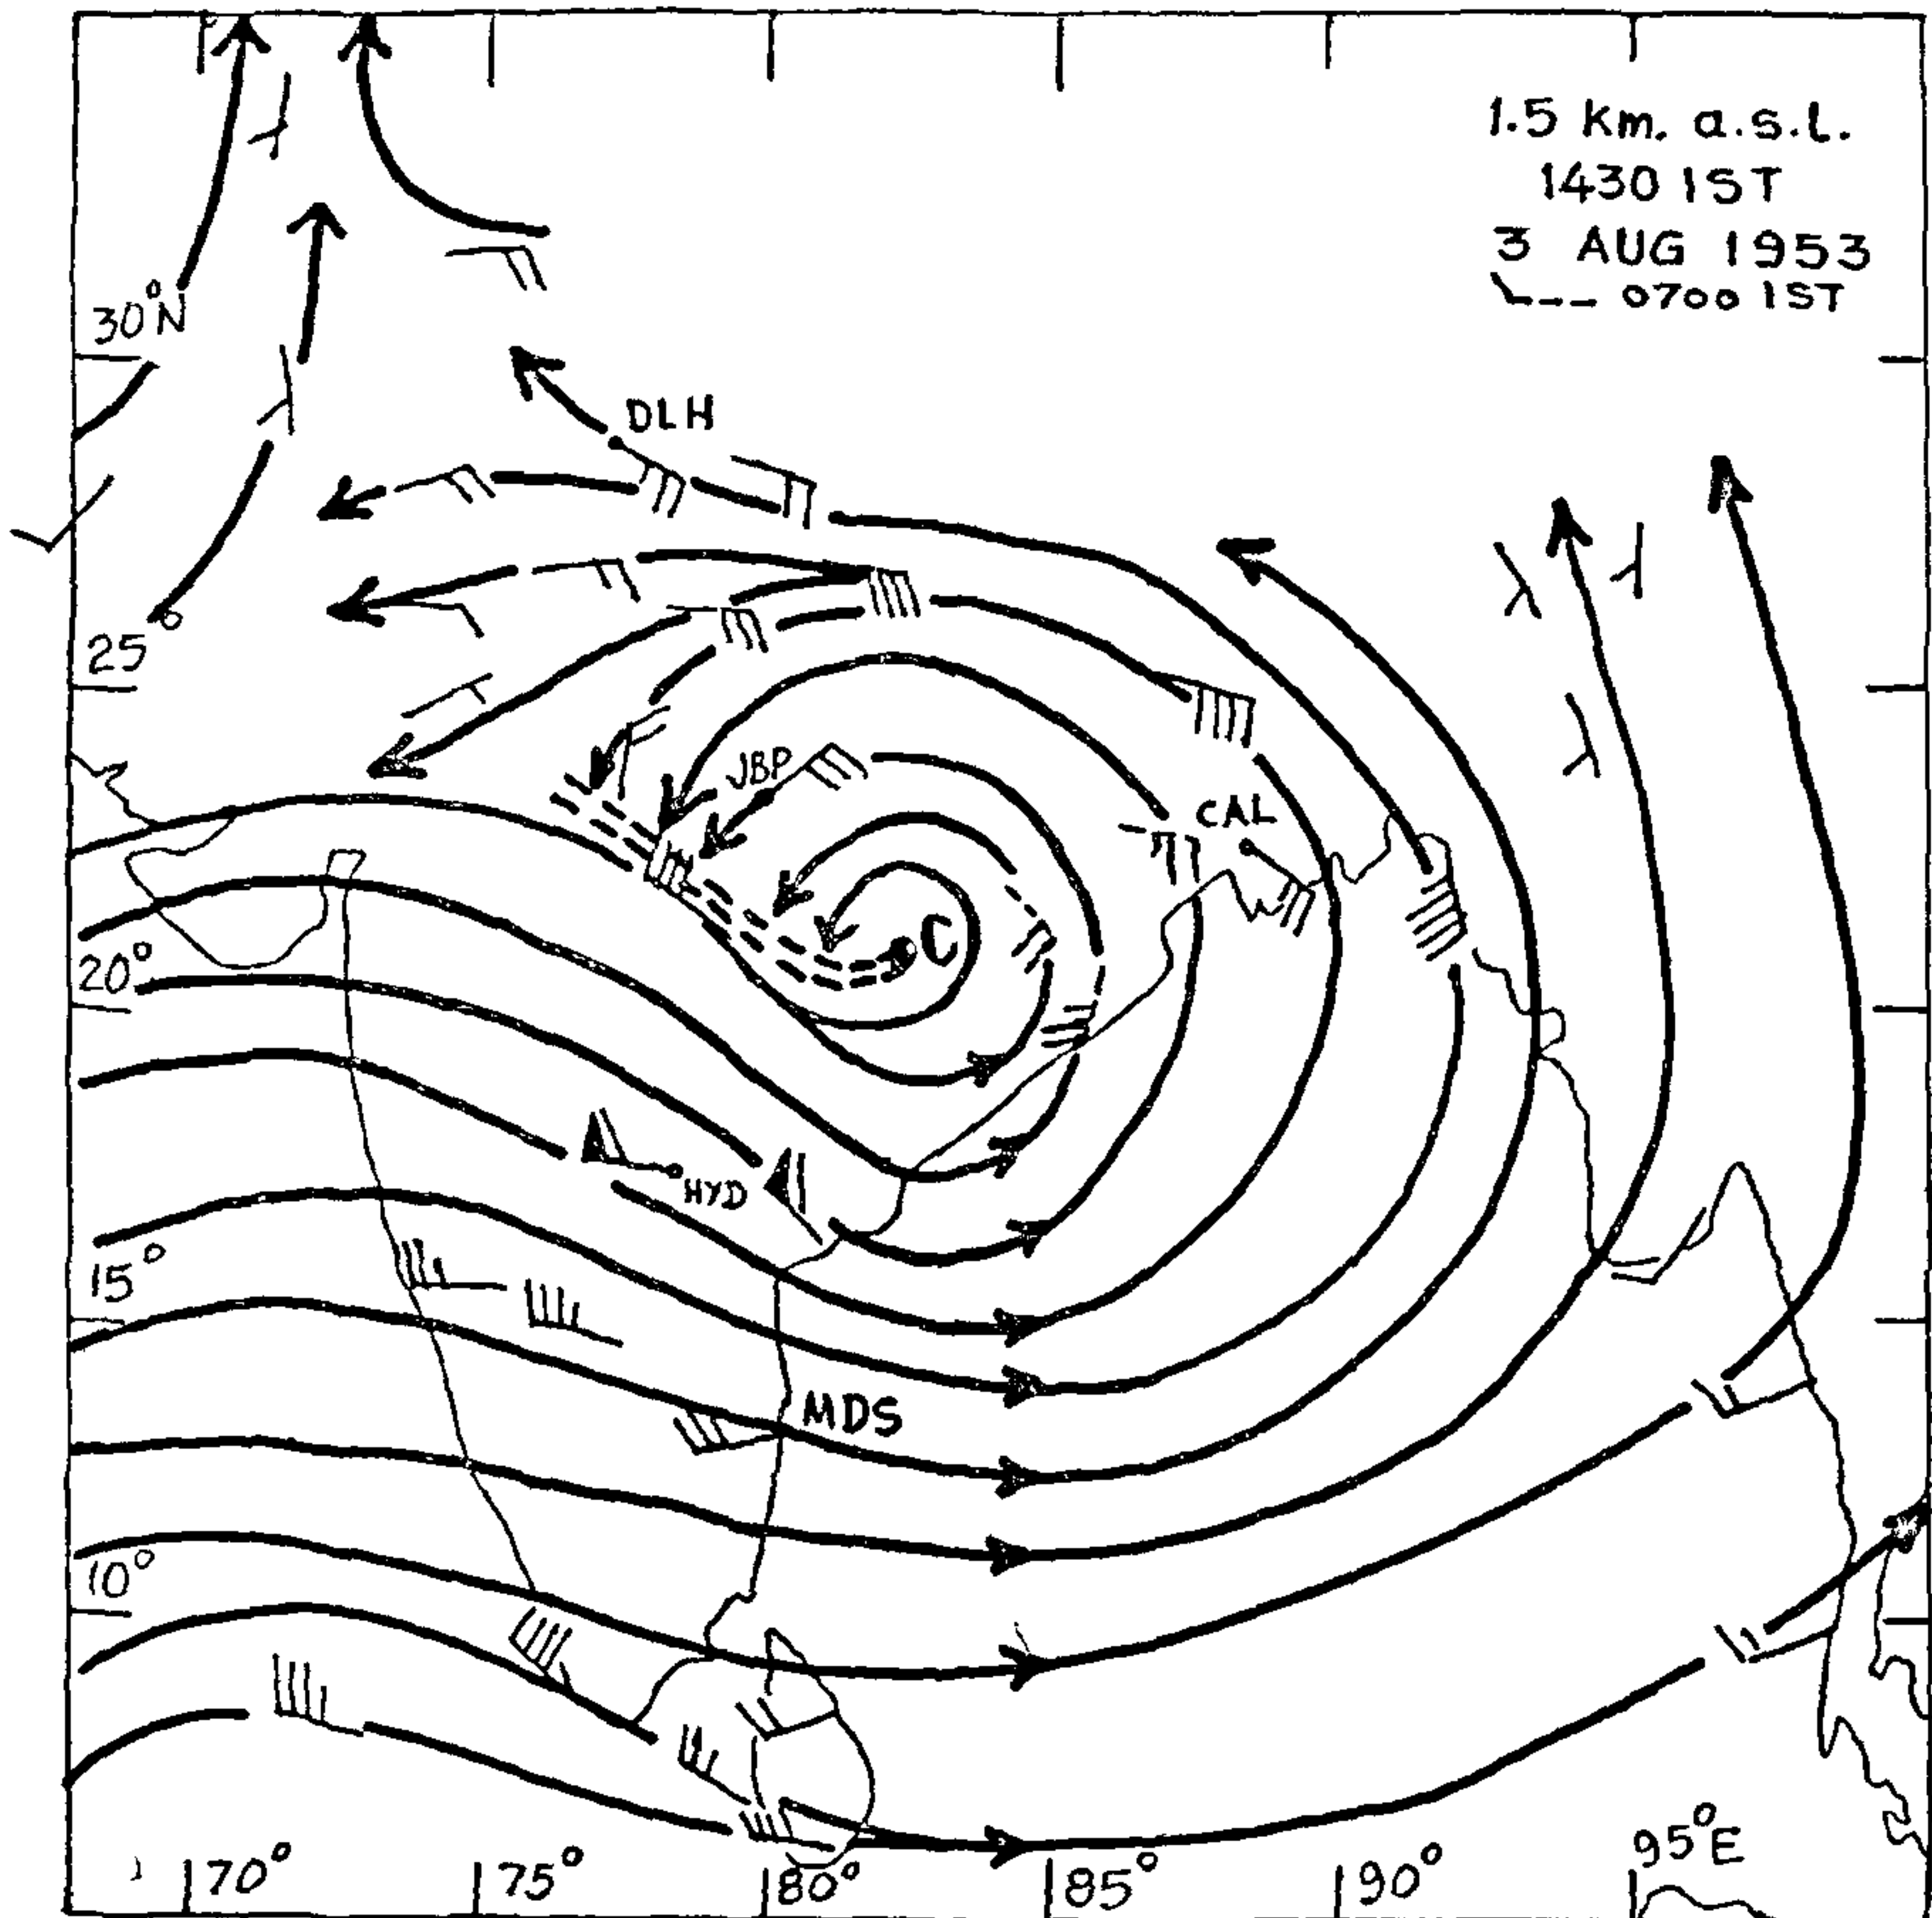 1.5 Km. a.s.l.
1430 IST
3 AUG 1953
0700 IST
30°N
DLH
25°
JBP
CAL
C
20°
HYD
15°
MDS
10°
70°
75°
80°
85°
90°
95°E